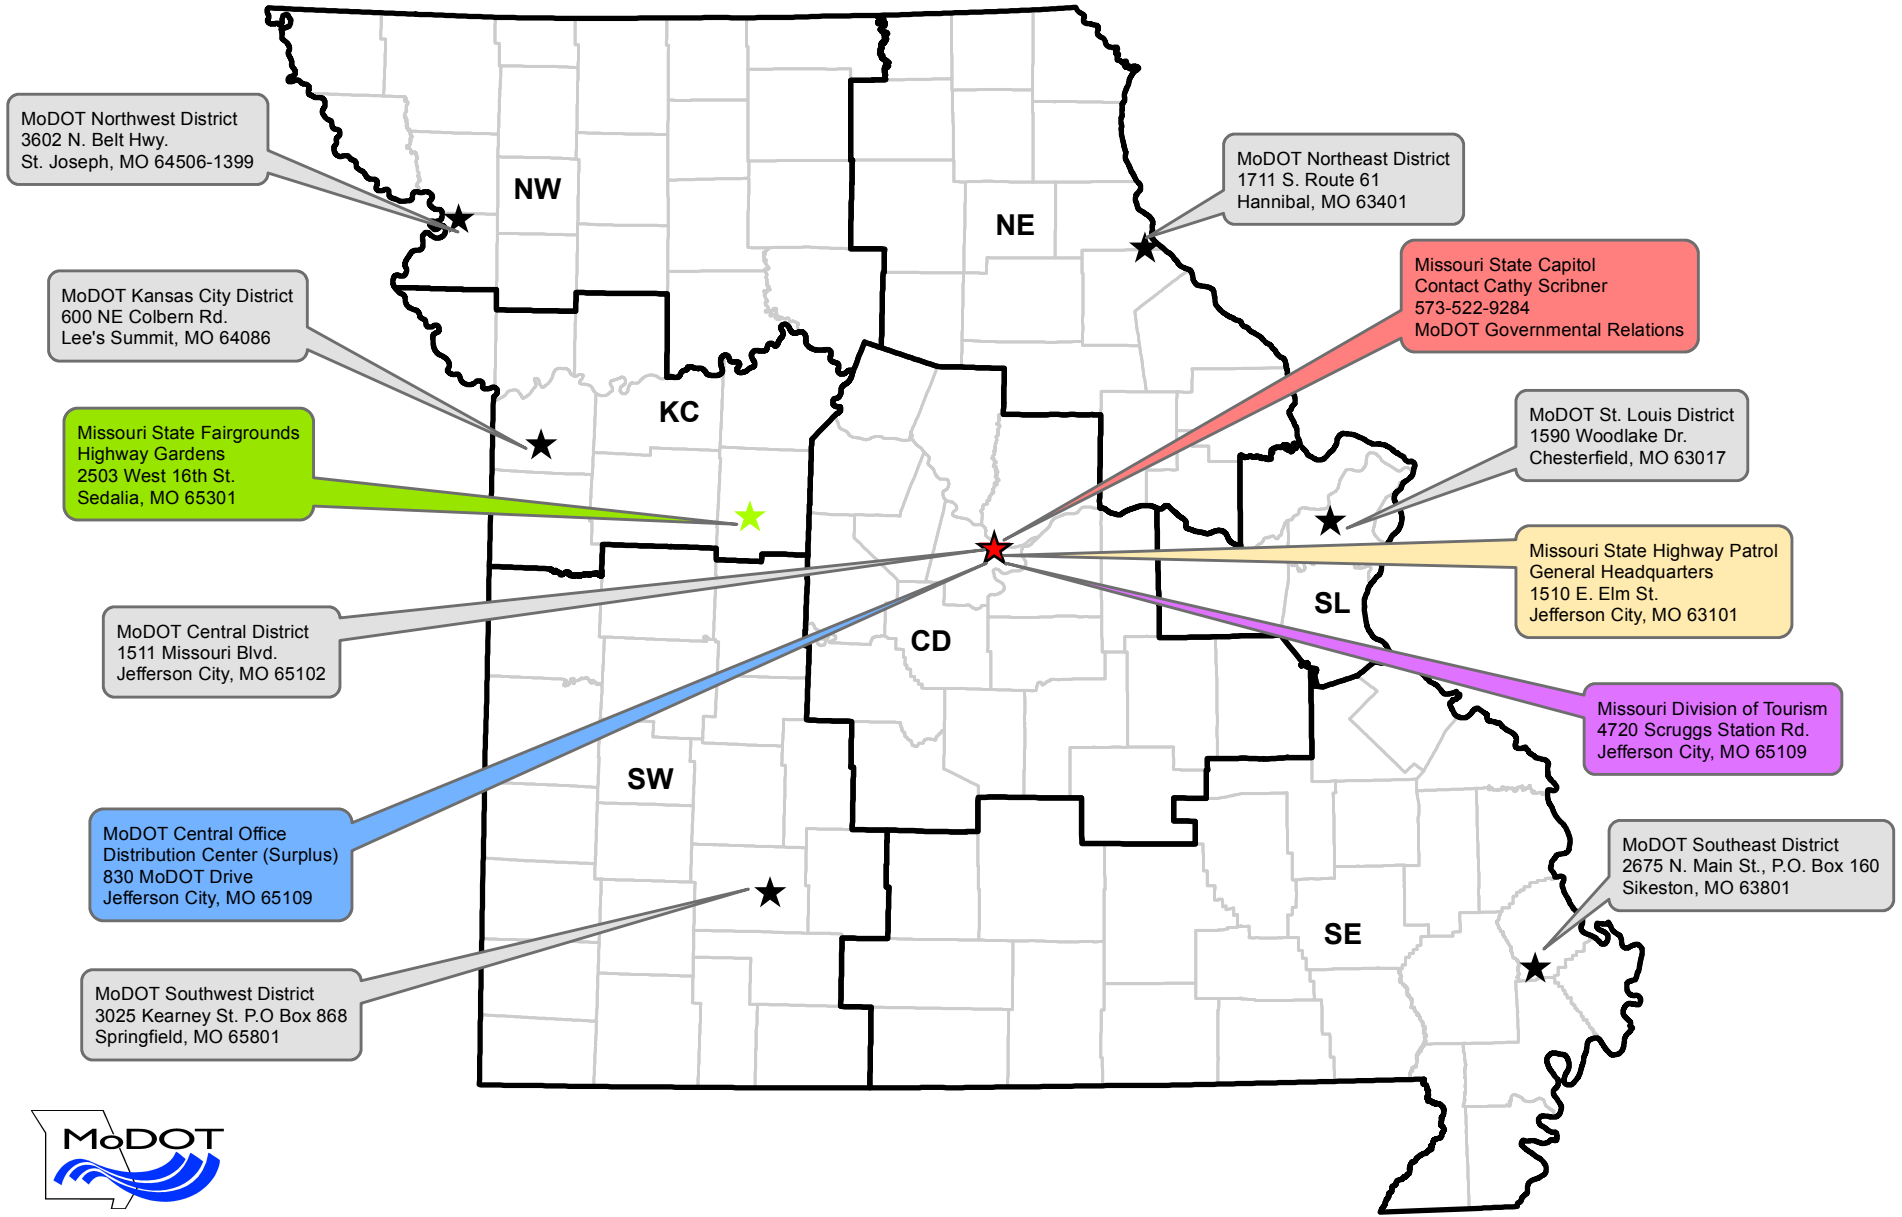 MoDOT Northwest District
3602 N. Belt Hwy.
St. Joseph, MO 64506-1399
NW
MoDOT Northeast District
1711 S. Route 61
Hannibal, MO 63401
NE
MoDOT Kansas City District
600 NE Colbern Rd.
Lee's Summit, MO 64086
Missouri State Capitol
Contact Cathy Scribner
573-522-9284
MoDOT Governmental Relations
KC
Missouri State Fairgrounds
Highway Gardens
2503 West 16th St.
Sedalia, MO 65301
MoDOT St. Louis District
1590 Woodlake Dr.
Chesterfield, MO 63017
Missouri State Highway Patrol
General Headquarters
1510 E. Elm St.
Jefferson City, MO 63101
SL
MoDOT Central District
1511 Missouri Blvd.
Jefferson City, MO 65102
CD
Missouri Division of Tourism
4720 Scruggs Station Rd.
Jefferson City, MO 65109
SW
MoDOT Central Office
Distribution Center (Surplus)
830 MoDOT Drive
Jefferson City, MO 65109
MoDOT Southeast District
2675 N. Main St., P.O. Box 160
Sikeston, MO 63801
SE
MoDOT Southwest District
3025 Kearney St. P.O Box 868
Springfield, MO 65801
MoDOT